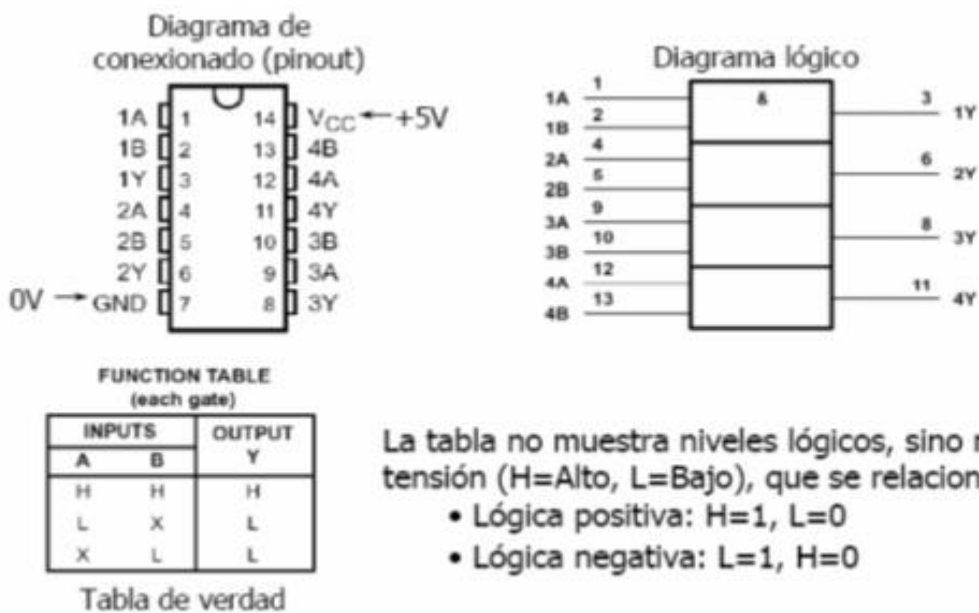 Diagrama de
conexionado (pinout)
1A 1 14 VCC ←+5V
1B 2 13 4B
1Y 3 12 4A
2A 4 11 4Y
2B 5 10 3B
2Y 6 9 3A
0V → GND 7 8 3Y
Diagrama lógico
1A 1 & 3 1Y
1B 2
2A 4 6 2Y
2B 5
3A 9 8 3Y
3B 10
4A 12 11 4Y
4B 13
FUNCTION TABLE
(each gate)
INPUTS OUTPUT
A B Y
H H H
L X L
X L L
Tabla de verdad
La tabla no muestra niveles lógicos, sino
tensión (H=Alto, L=Bajo), que se relacion
• Lógica positiva: H=1, L=0
• Lógica negativa: L=1, H=0